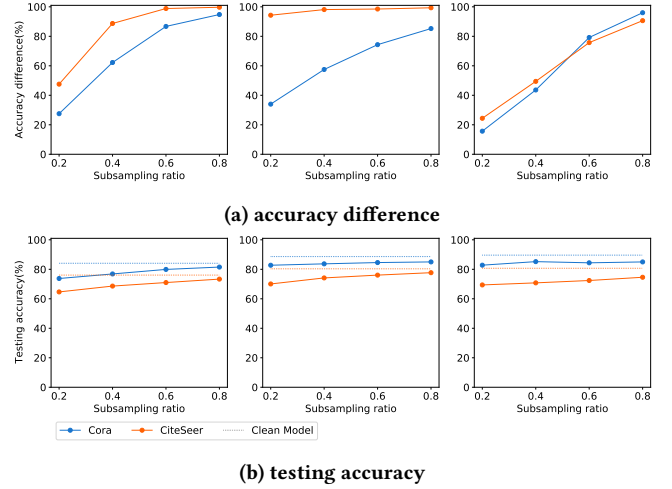 Accuracy difference(%)
100
80
60
40
20
0
0.2 0.4 0.6 0.8
Subsampling ratio
100
80
60
40
20
0
0.2 0.4 0.6 0.8
Subsampling ratio
100
80
60
40
20
0
0.2 0.4 0.6 0.8
Subsampling ratio
(a) accuracy difference
Testing accuracy(%)
100
80
60
40
20
0
0.2 0.4 0.6 0.8
Subsampling ratio
100
80
60
40
20
0
0.2 0.4 0.6 0.8
Subsampling ratio
100
80
60
40
20
0
0.2 0.4 0.6 0.8
Subsampling ratio
Cora CiteSeer Clean Model
(b) testing accuracy